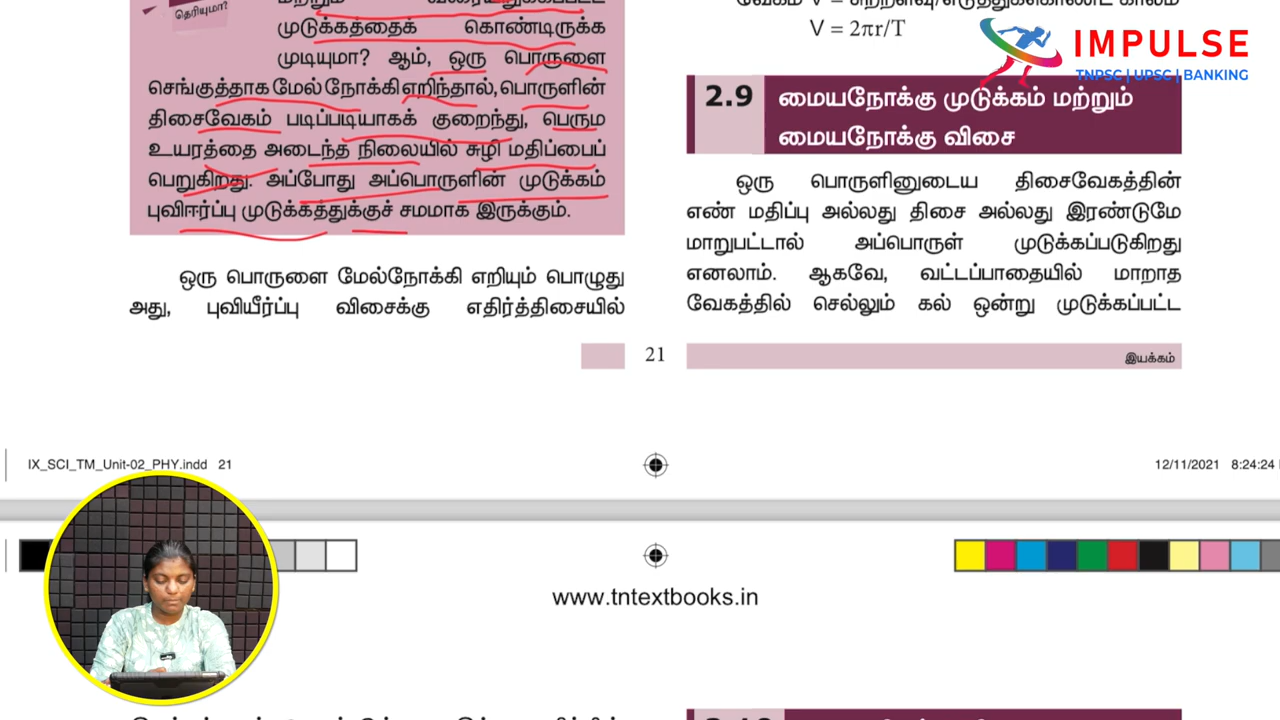 தெரியுமா?
முடுக்கத்தைக் கொண்டிருக்க
முடியுமா? ஆம், ஒரு பொருளை
செங்குத்தாக மேல் நோக்கி எறிந்தால், பொருளின்
திசைவேகம் படிப்படியாகக் குறைந்து, பெரும
உயரத்தை அடைந்த நிலையில் சுழி மதிப்பைப்
பெறுகிறது. அப்போது அப்பொருளின் முடுக்கம்
புவிஈர்ப்பு முடுக்கத்துக்குச் சமமாக இருக்கும்.
ஒரு பொருளை மேல்நோக்கி எறியும் பொழுது
அது, புவியீர்ப்பு விசைக்கு எதிர்த்திசையில்
V = 2πr/T
IMPULSE
TNPSC | UPSC | BANKING
2.9 மையநோக்கு முடுக்கம் மற்றும்
மையநோக்கு விசை
ஒரு பொருளினுடைய திசைவேகத்தின்
எண் மதிப்பு அல்லது திசை அல்லது இரண்டுமே
மாறுபட்டால் அப்பொருள் முடுக்கப்படுகிறது
எனலாம். ஆகவே, வட்டப்பாதையில் மாறாத
வேகத்தில் செல்லும் கல் ஒன்று முடுக்கப்பட்ட
21
இயக்கம்
IX_SCI_TM_Unit-02_PHY.indd 21
12/11/2021 8:24:24
www.tntextbooks.in